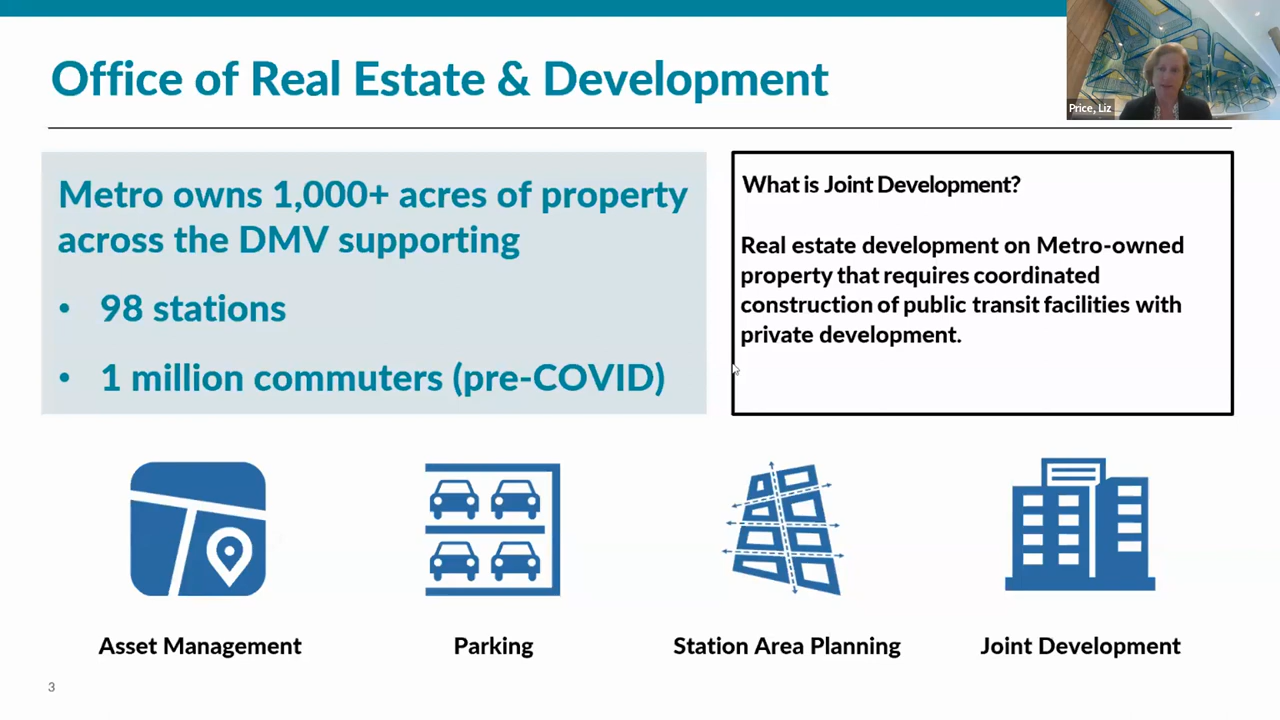 Office of Real Estate & Development
Price, Liz
Metro owns 1,000+ acres of property
across the DMV supporting
• 98 stations
• 1 million commuters (pre-COVID)
What is Joint Development?
Real estate development on Metro-owned
property that requires coordinated
construction of public transit facilities with
private development.
Asset Management
Parking
Station Area Planning
Joint Development
3